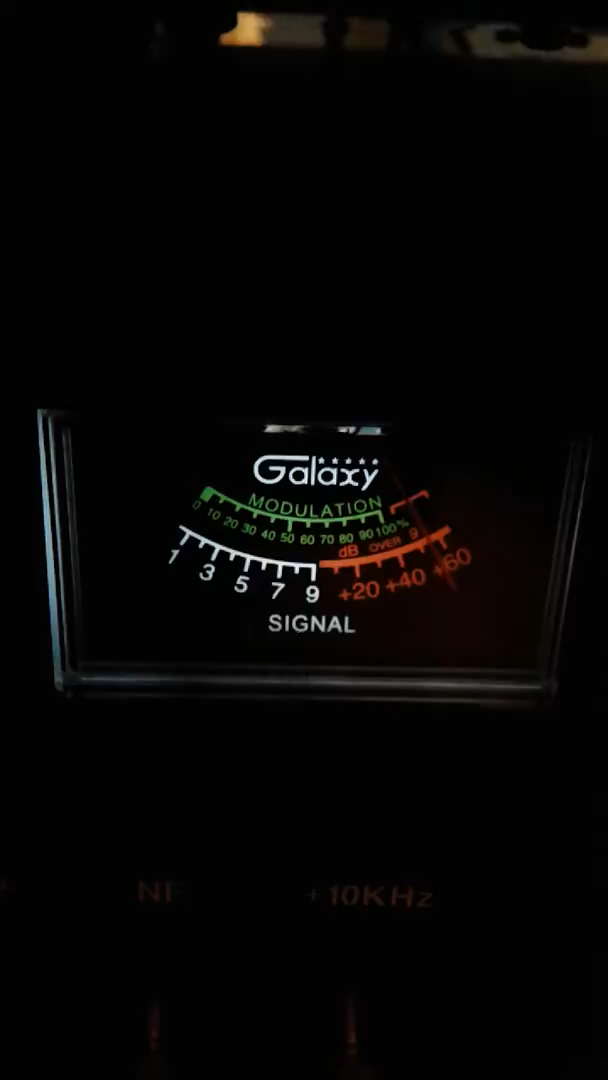 Galaxy
MODULATION
0 10 20 30 40 50 60 70 80 90 100%
dB OVER 9
1 3 5 7 9 +20 +40 +60
SIGNAL
NF +10KHz